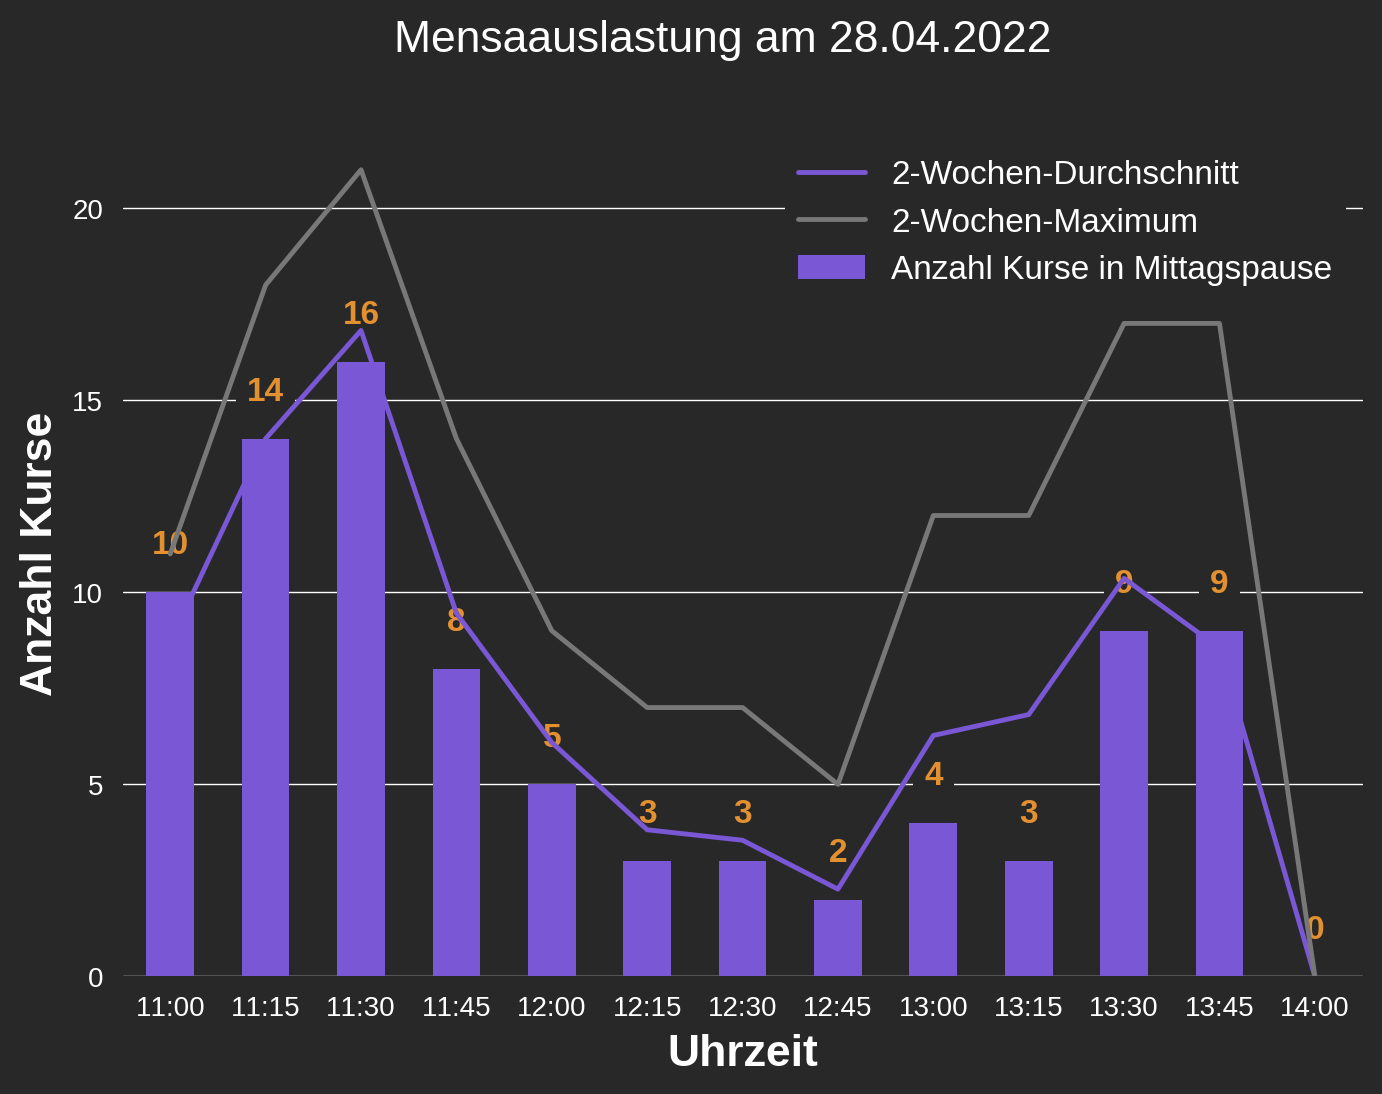 Mensaauslastung am 28.04.2022
2-Wochen-Durchschnitt
2-Wochen-Maximum
Anzahl Kurse in Mittagspause
Anzahl Kurse
20
15
10
5
0
10
14
16
8
5
3
3
2
4
3
9
9
0
11:00 11:15 11:30 11:45 12:00 12:15 12:30 12:45 13:00 13:15 13:30 13:45 14:00
Uhrzeit